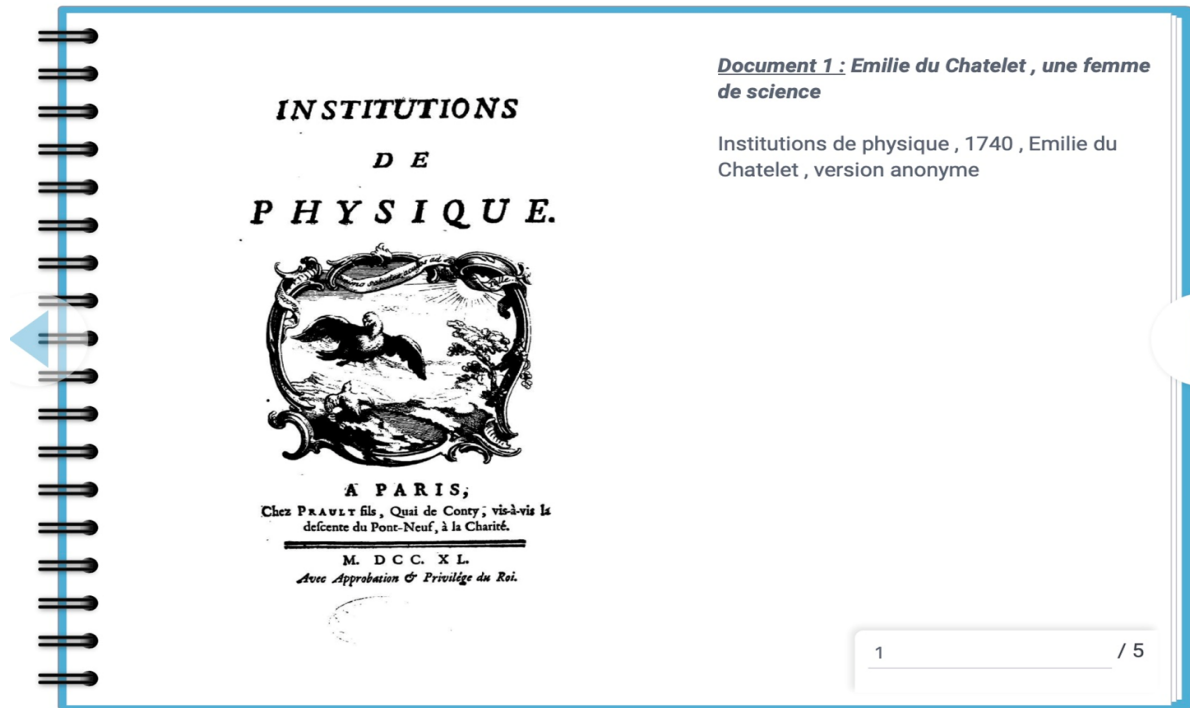 INSTITUTIONS
DE
PHYSIQUE.
A PARIS,
Chez PRAULT fils, Quai de Conty, vis-à-vis la
deſcente du Pont-Neuf, à la Charité.
M. DCC. XL.
Avec Approbation & Privilége du Roi.
Document 1 : Emilie du Chatelet , une femme
de science
Institutions de physique , 1740 , Emilie du
Chatelet , version anonyme
1 / 5